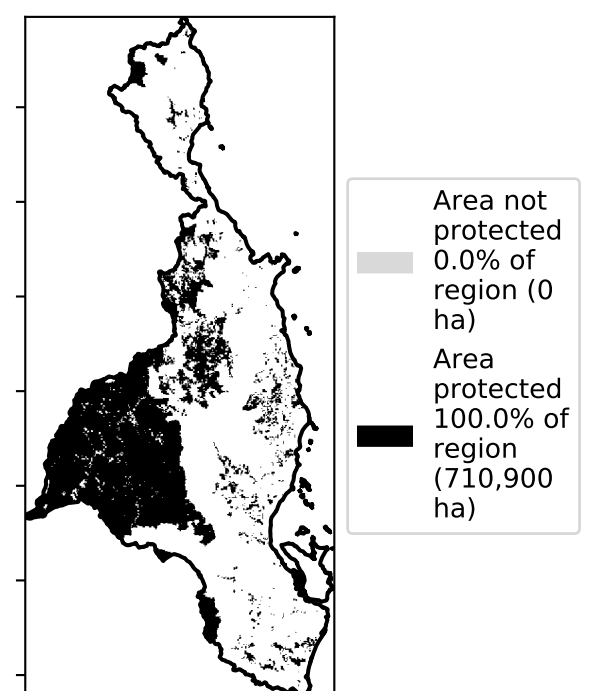 Area not
protected
0.0% of
region (0
ha)
Area
protected
100.0% of
region
(710,900
ha)